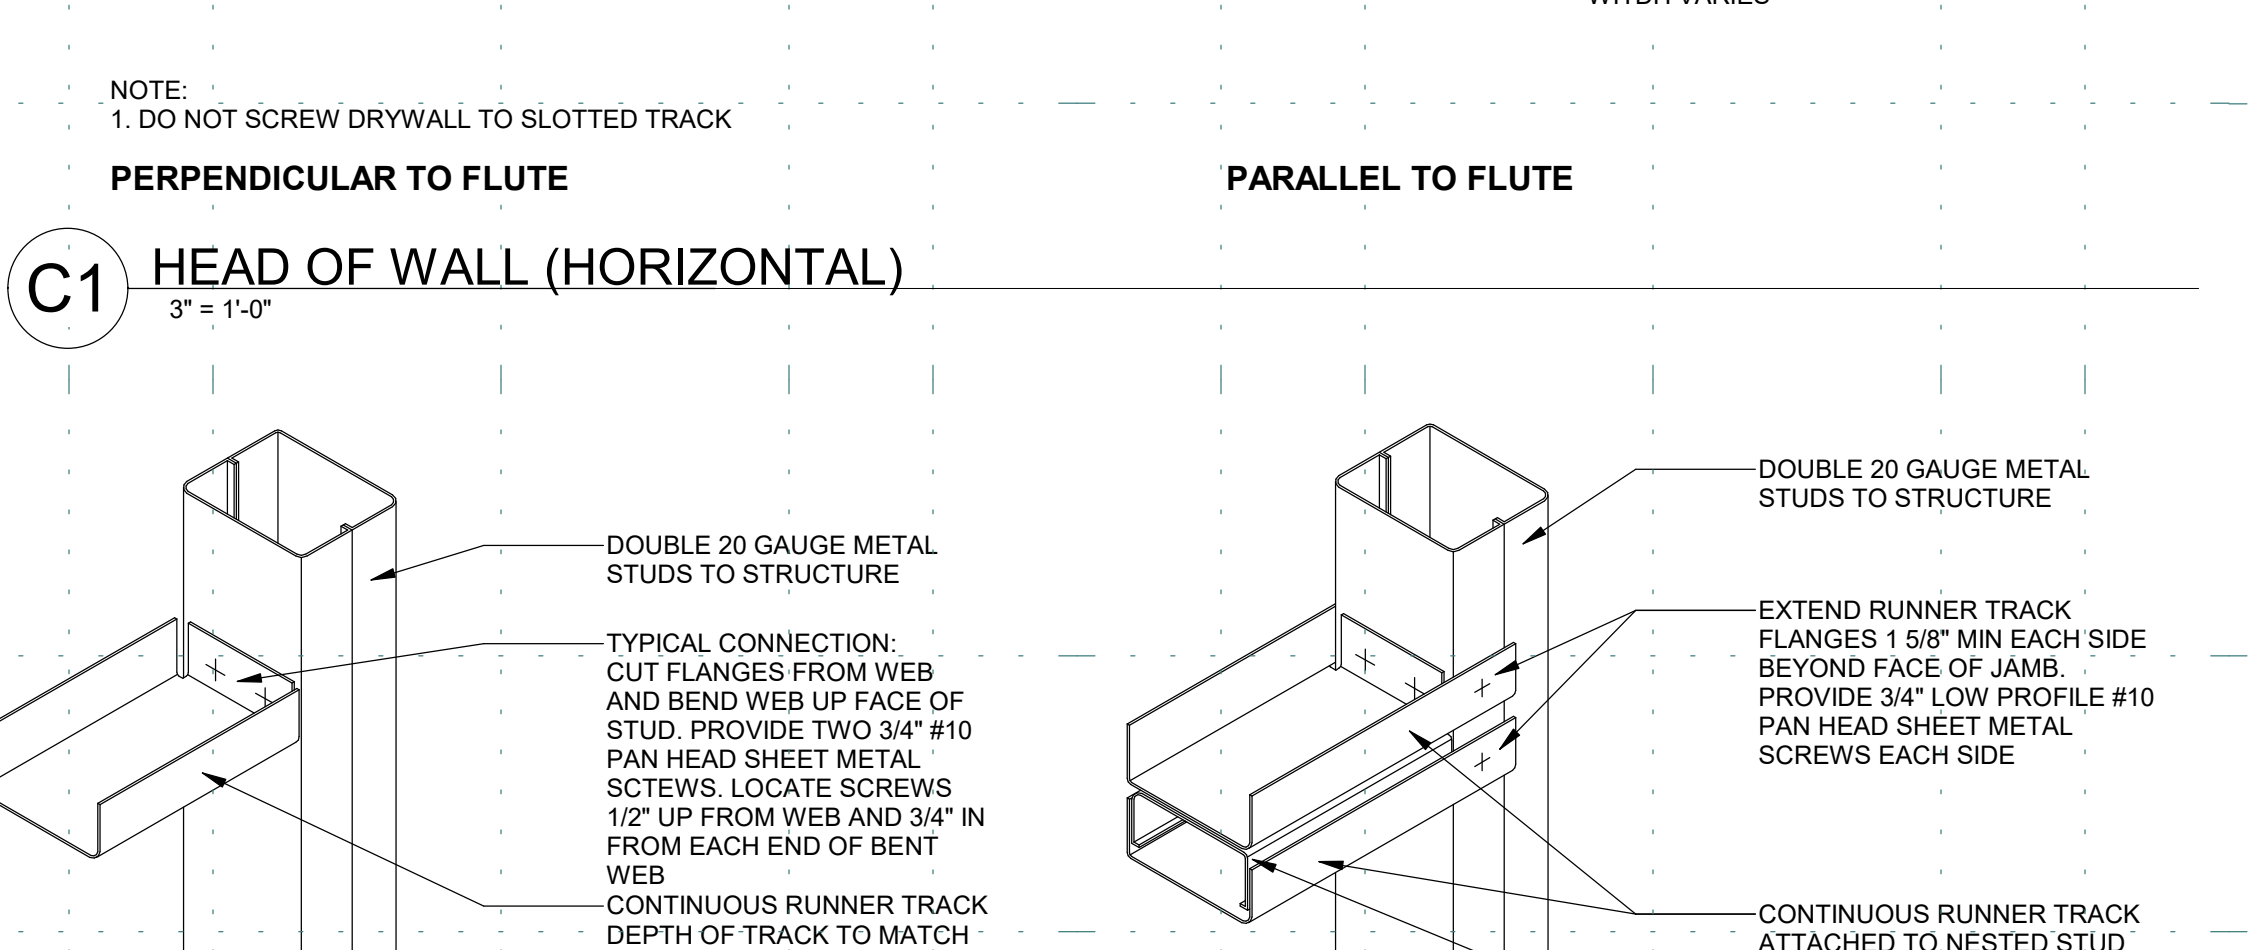 WITDH VARIES
NOTE:
1. DO NOT SCREW DRYWALL TO SLOTTED TRACK
PERPENDICULAR TO FLUTE
PARALLEL TO FLUTE
C1
HEAD OF WALL (HORIZONTAL)
3" = 1'-0"
DOUBLE 20 GAUGE METAL
STUDS TO STRUCTURE
TYPICAL CONNECTION:
CUT FLANGES FROM WEB
AND BEND WEB UP FACE OF
STUD. PROVIDE TWO 3/4" #10
PAN HEAD SHEET METAL
SCTEWS. LOCATE SCREWS
1/2" UP FROM WEB AND 3/4" IN
FROM EACH END OF BENT
WEB
CONTINUOUS RUNNER TRACK
DEPTH OF TRACK TO MATCH
DOUBLE 20 GAUGE METAL
STUDS TO STRUCTURE
EXTEND RUNNER TRACK
FLANGES 1 5/8" MIN EACH SIDE
BEYOND FACE OF JAMB.
PROVIDE 3/4" LOW PROFILE #10
PAN HEAD SHEET METAL
SCREWS EACH SIDE
CONTINUOUS RUNNER TRACK
ATTACHED TO NESTED STUD